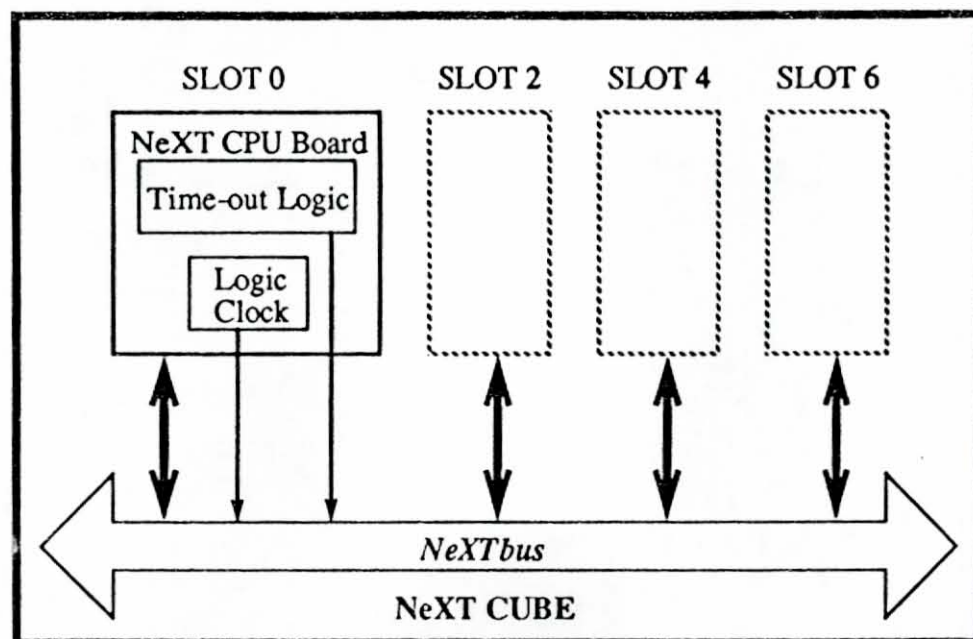 SLOT 0 SLOT 2 SLOT 4 SLOT 6
NeXT CPU Board
Time-out Logic
Logic
Clock
NeXTbus
NeXT CUBE